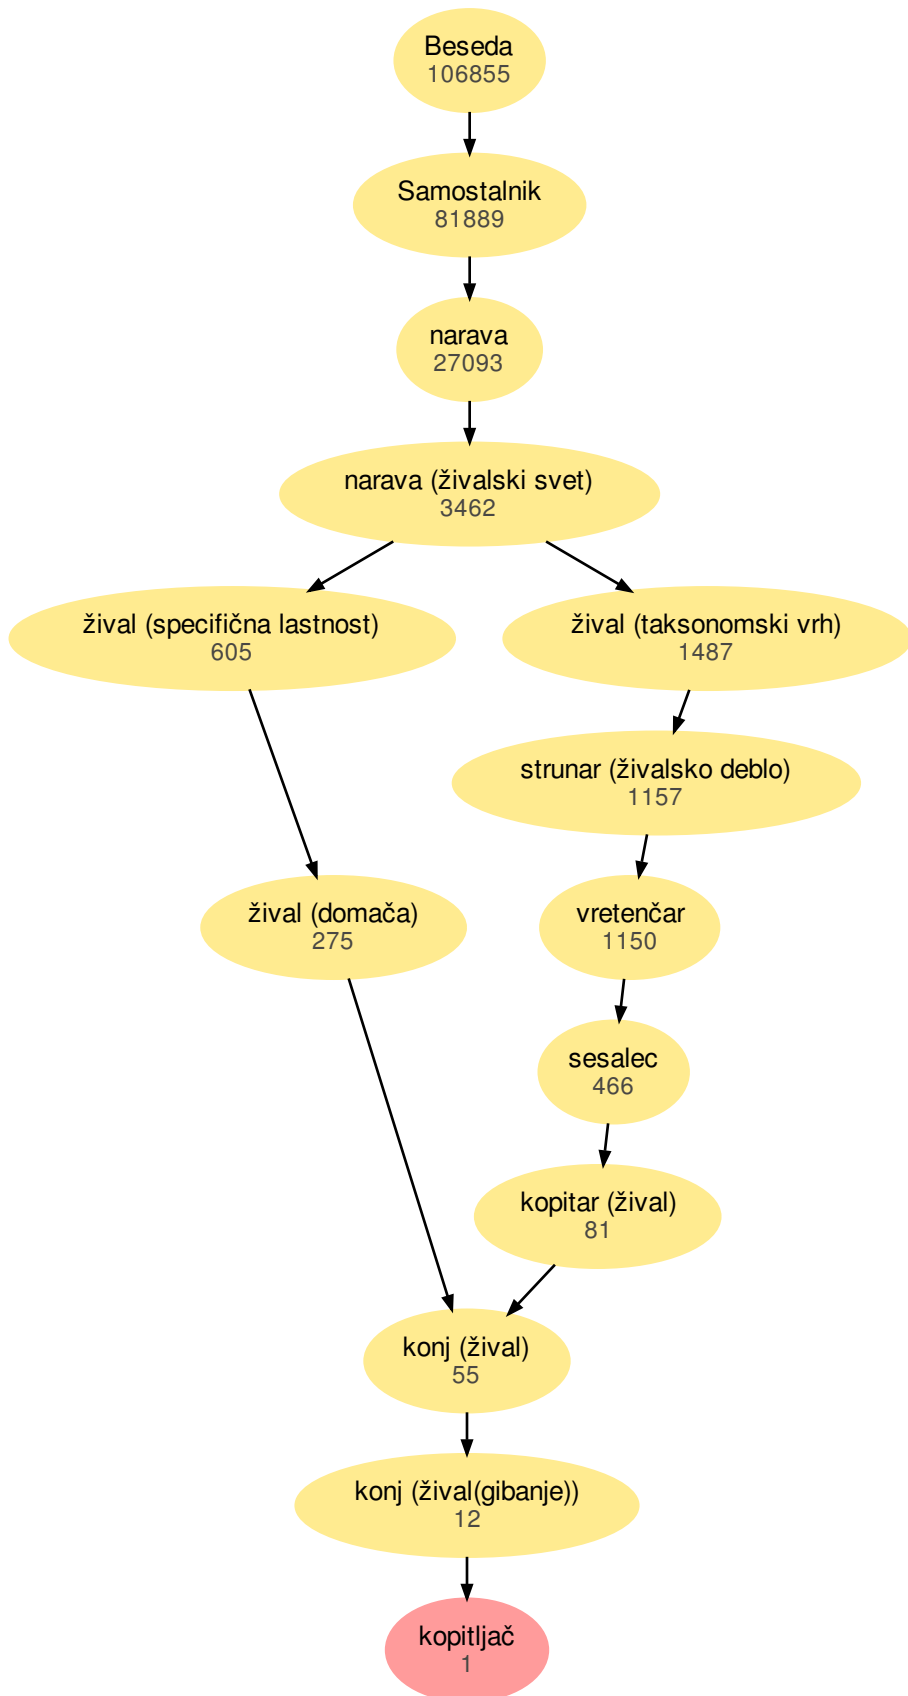 Beseda
106855
Samostalnik
81889
narava
27093
narava (živalski svet)
3462
žival (specifična lastnost)
605
žival (taksonomski vrh)
1487
strunar (živalsko deblo)
1157
žival (domača)
275
vretenčar
1150
sesalec
466
kopitar (žival)
81
konj (žival)
55
konj (žival(gibanje))
12
kopitljač
1